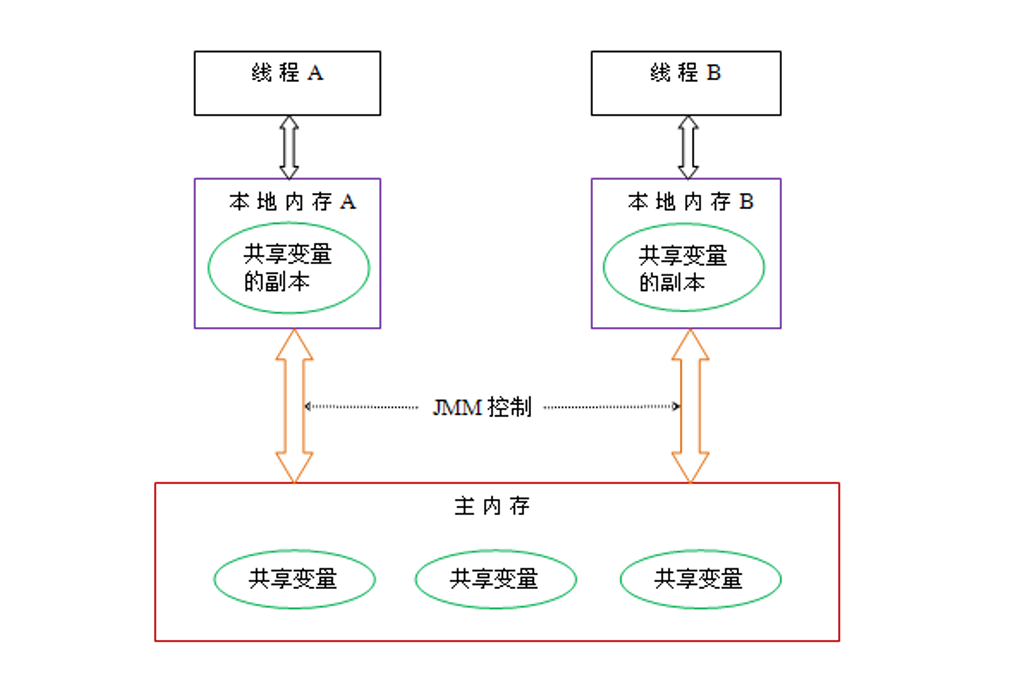 线程 A
线程 B
本地内存 A
本地内存 B
共享变量
的副本
共享变量
的副本
JMM 控制
主内存
共享变量
共享变量
共享变量